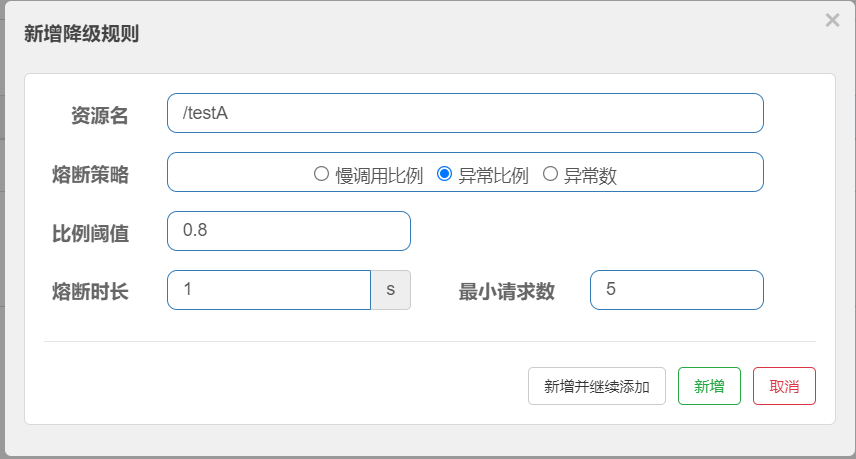 新增降级规则
×
资源名 /testA
熔断策略 慢调用比例 异常比例 异常数
比例阈值 0.8
熔断时长 1 s 最小请求数 5
新增并继续添加 新增 取消